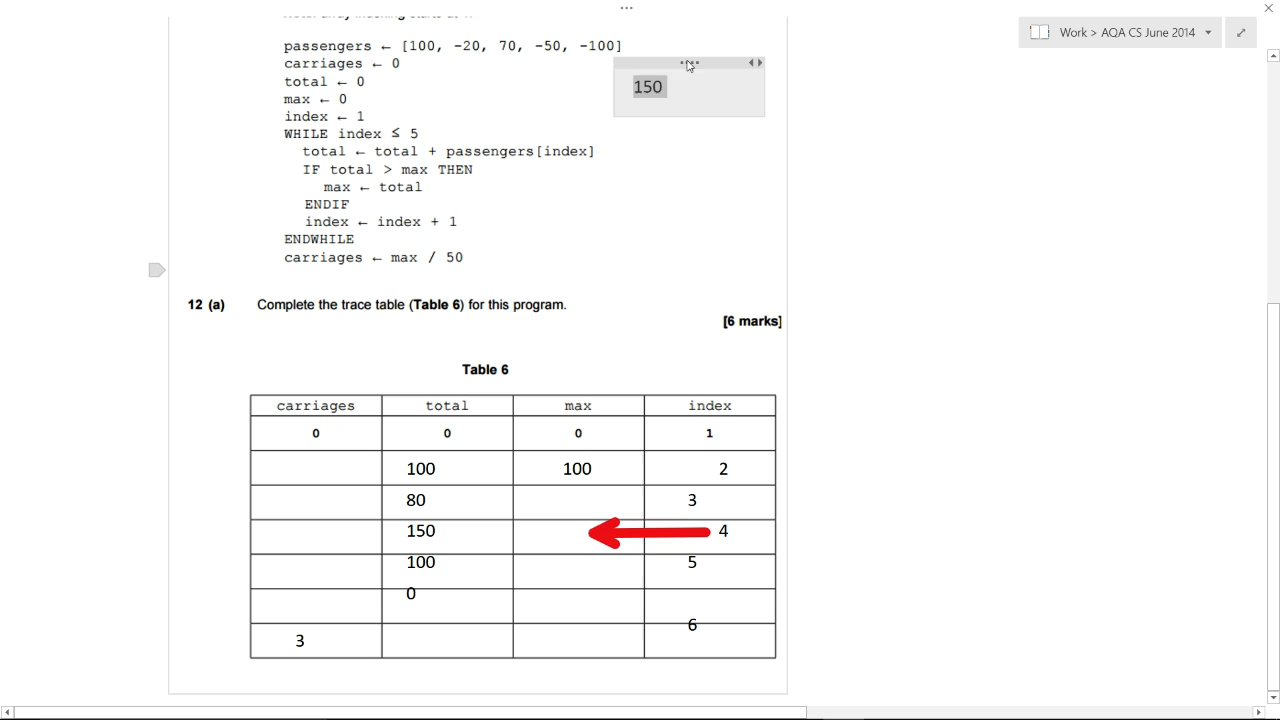 Work > AQA CS June 2014
passengers ← [100, -20, 70, -50, -100]
carriages ← 0
total ← 0
max ← 0
index ← 1
WHILE index ≤ 5
total ← total + passengers[index]
IF total > max THEN
max ← total
ENDIF
index ← index + 1
ENDWHILE
carriages ← max / 50
150
12 (a) Complete the trace table (Table 6) for this program.
[6 marks]
Table 6
carriages total max index
0 0 0 1
100 100 2
80 3
150 4
100 5
0
6
3